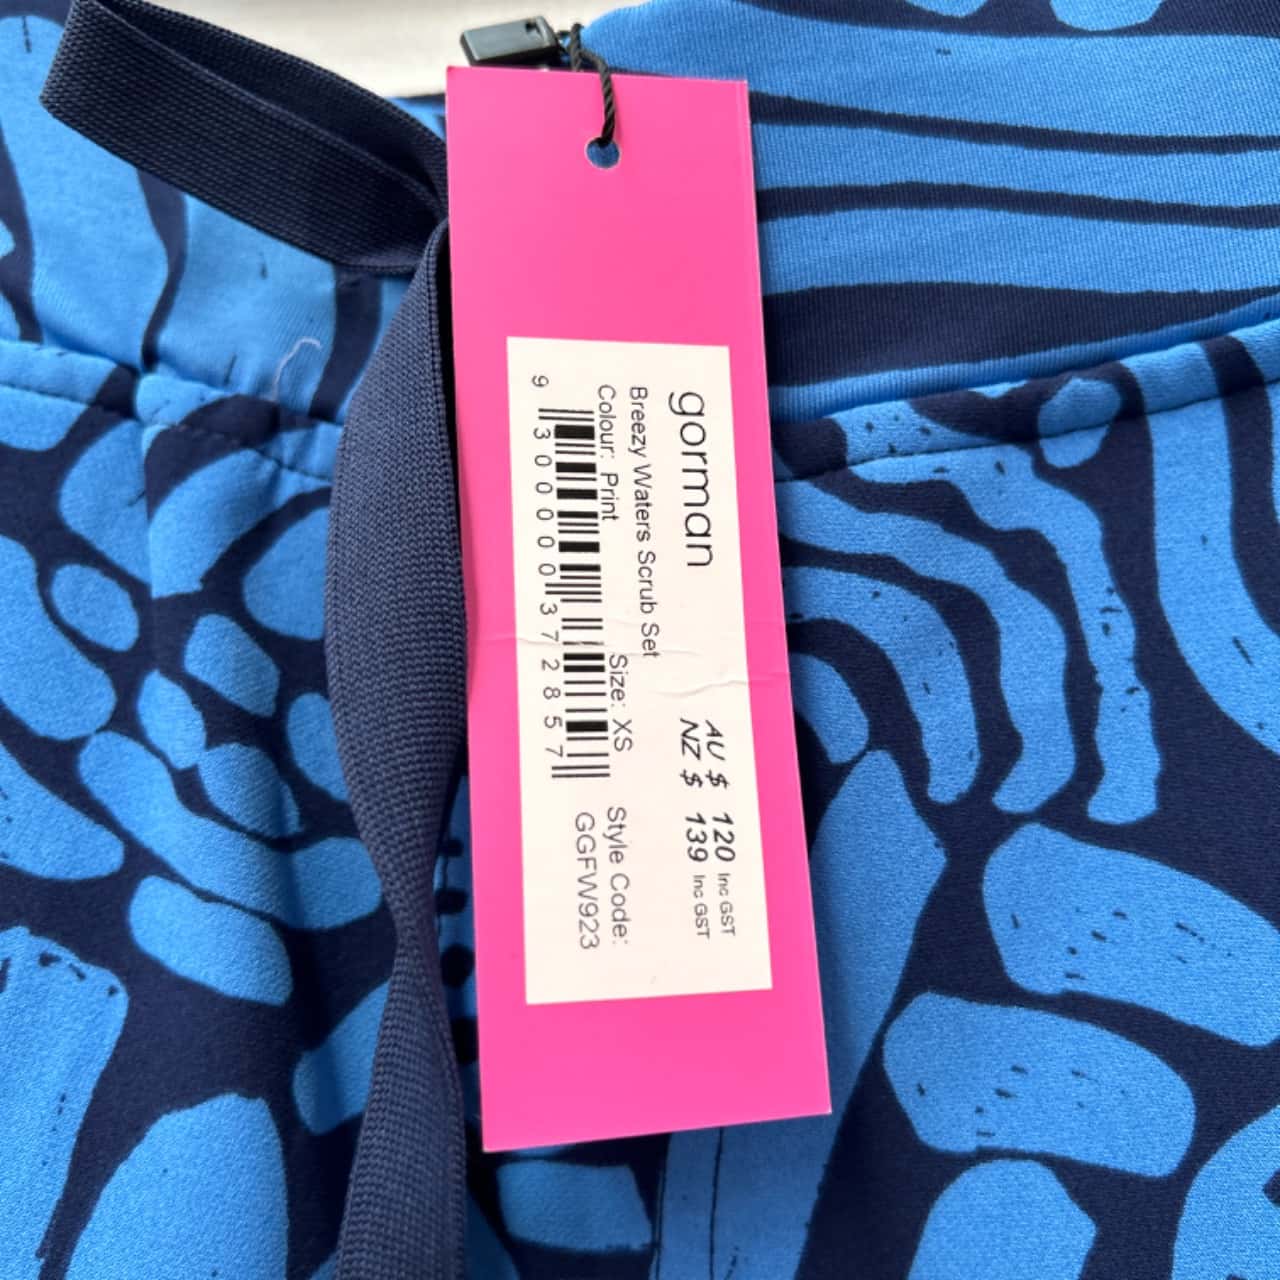 gorman
Breezy Waters Scrub Set
Colour: Print
Size: XS
Style Code:
GGFW923
AU $ 120 Inc GST
NZ $ 139 Inc GST
9 300000 372857